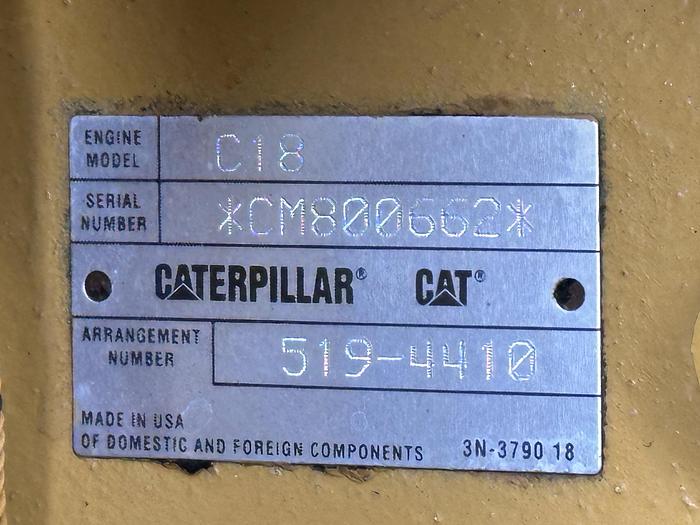 ENGINE MODEL C18
SERIAL NUMBER *CM800662*
CATERPILLAR® CAT®
ARRANGEMENT NUMBER 519-4410
MADE IN USA
OF DOMESTIC AND FOREIGN COMPONENTS 3N-3790 18